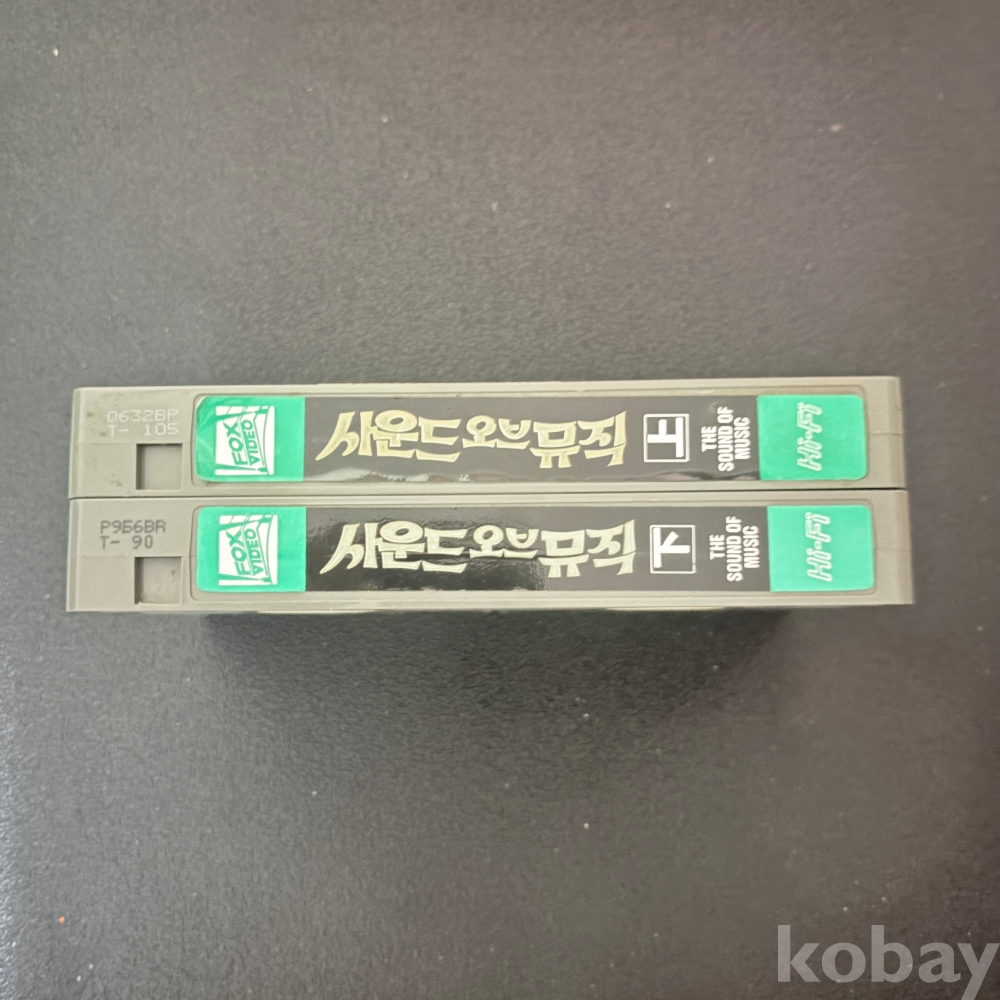 0632BP
T- 105
FOX
VIDEO
사운드오브뮤직
上
THE
SOUND OF
MUSIC
Hi-Fi
P956BR
T- 90
FOX
VIDEO
사운드오브뮤직
下
THE
SOUND OF
MUSIC
Hi-Fi
kobay